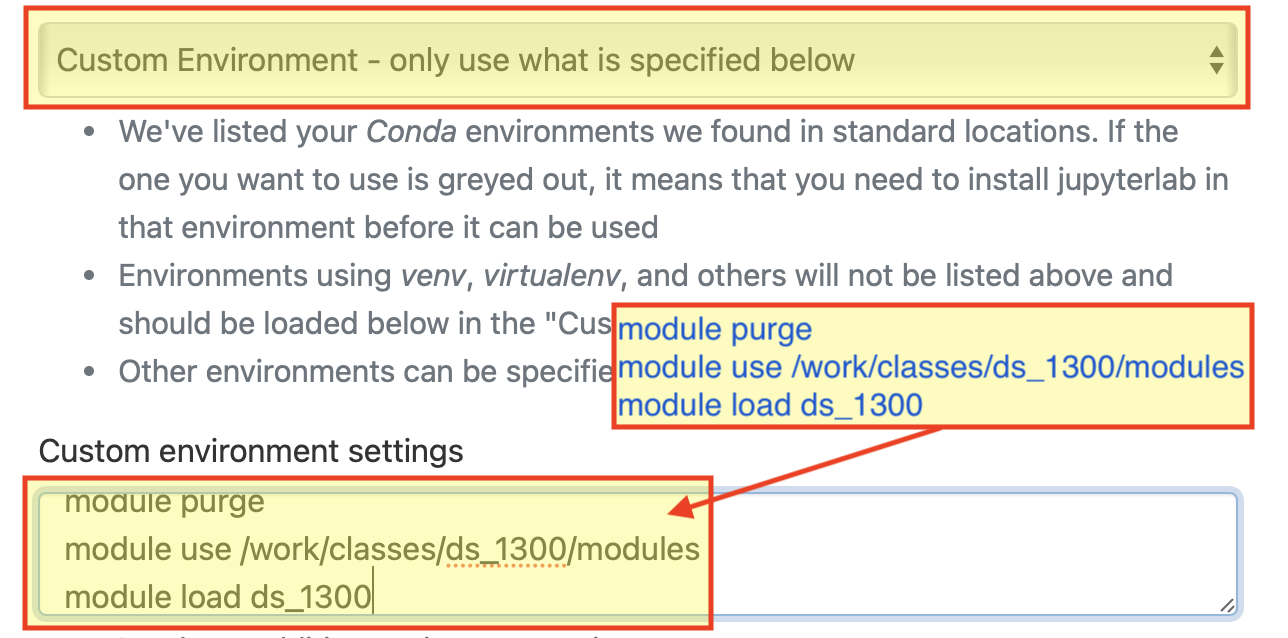 Custom Environment - only use what is specified below
We've listed your Conda environments we found in standard locations. If the
one you want to use is greyed out, it means that you need to install jupyterlab in
that environment before it can be used
Environments using venv, virtualenv, and others will not be listed above and
should be loaded below in the "Cus
Other environments can be specifie
module purge
module use /work/classes/ds_1300/modules
module load ds_1300
Custom environment settings
module purge
module use /work/classes/ds_1300/modules
module load ds_1300